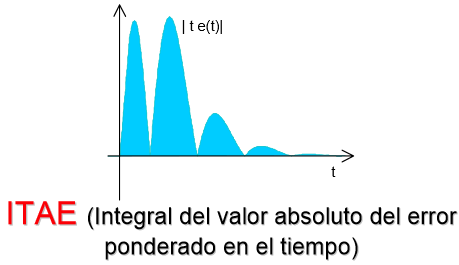 | t e(t)|
t
ITAE (Integral del valor absoluto del error
ponderado en el tiempo)